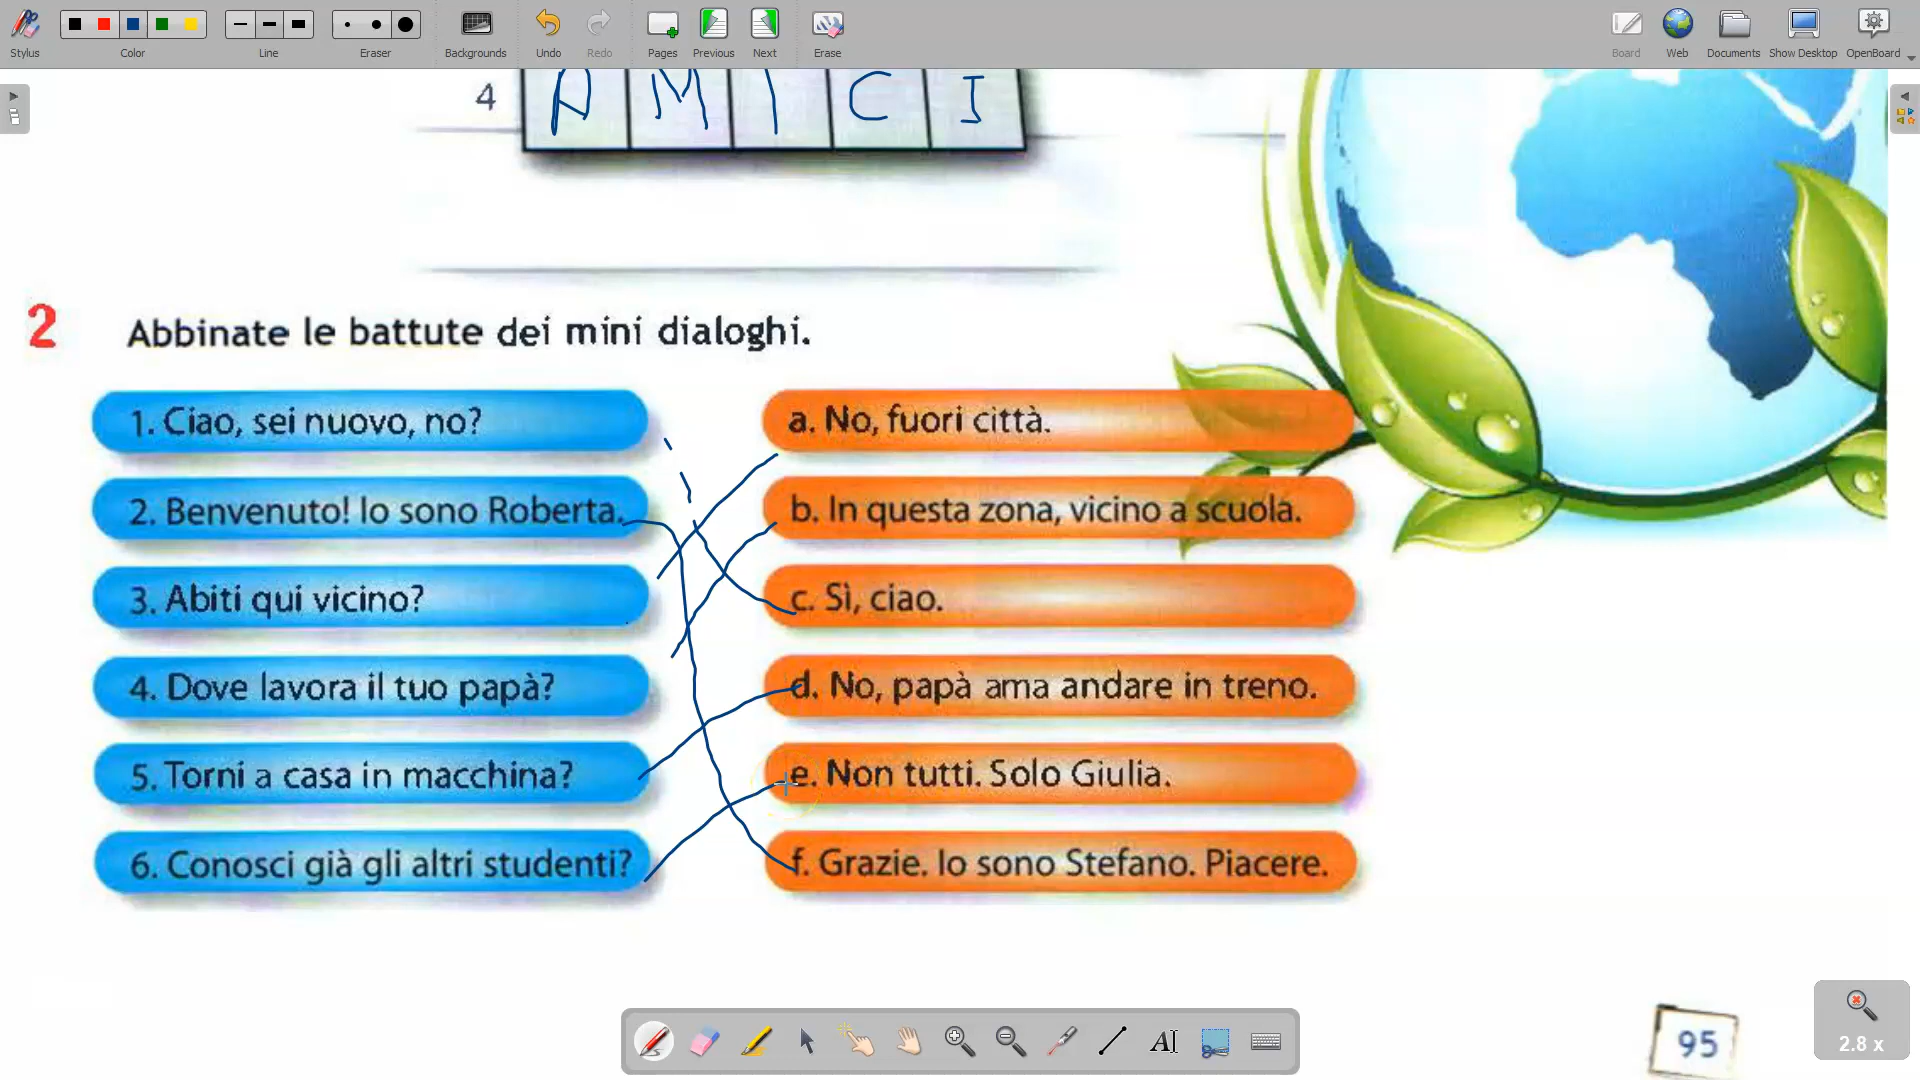 Stylus
Color
Line
Eraser
Backgrounds
Undo
Redo
Pages
Previous
Next
Erase
Board
Web
Documents
Show Desktop
OpenBoard
4 A M I C I
2 Abbinate le battute dei mini dialoghi.
1. Ciao, sei nuovo, no?
a. No, fuori città.
2. Benvenuto! Io sono Roberta.
b. In questa zona, vicino a scuola.
3. Abiti qui vicino?
c. Sì, ciao.
4. Dove lavora il tuo papà?
d. No, papà ama andare in treno.
5. Torni a casa in macchina?
e. Non tutti. Solo Giulia.
6. Conosci già gli altri studenti?
f. Grazie. Io sono Stefano. Piacere.
95
2.8 x